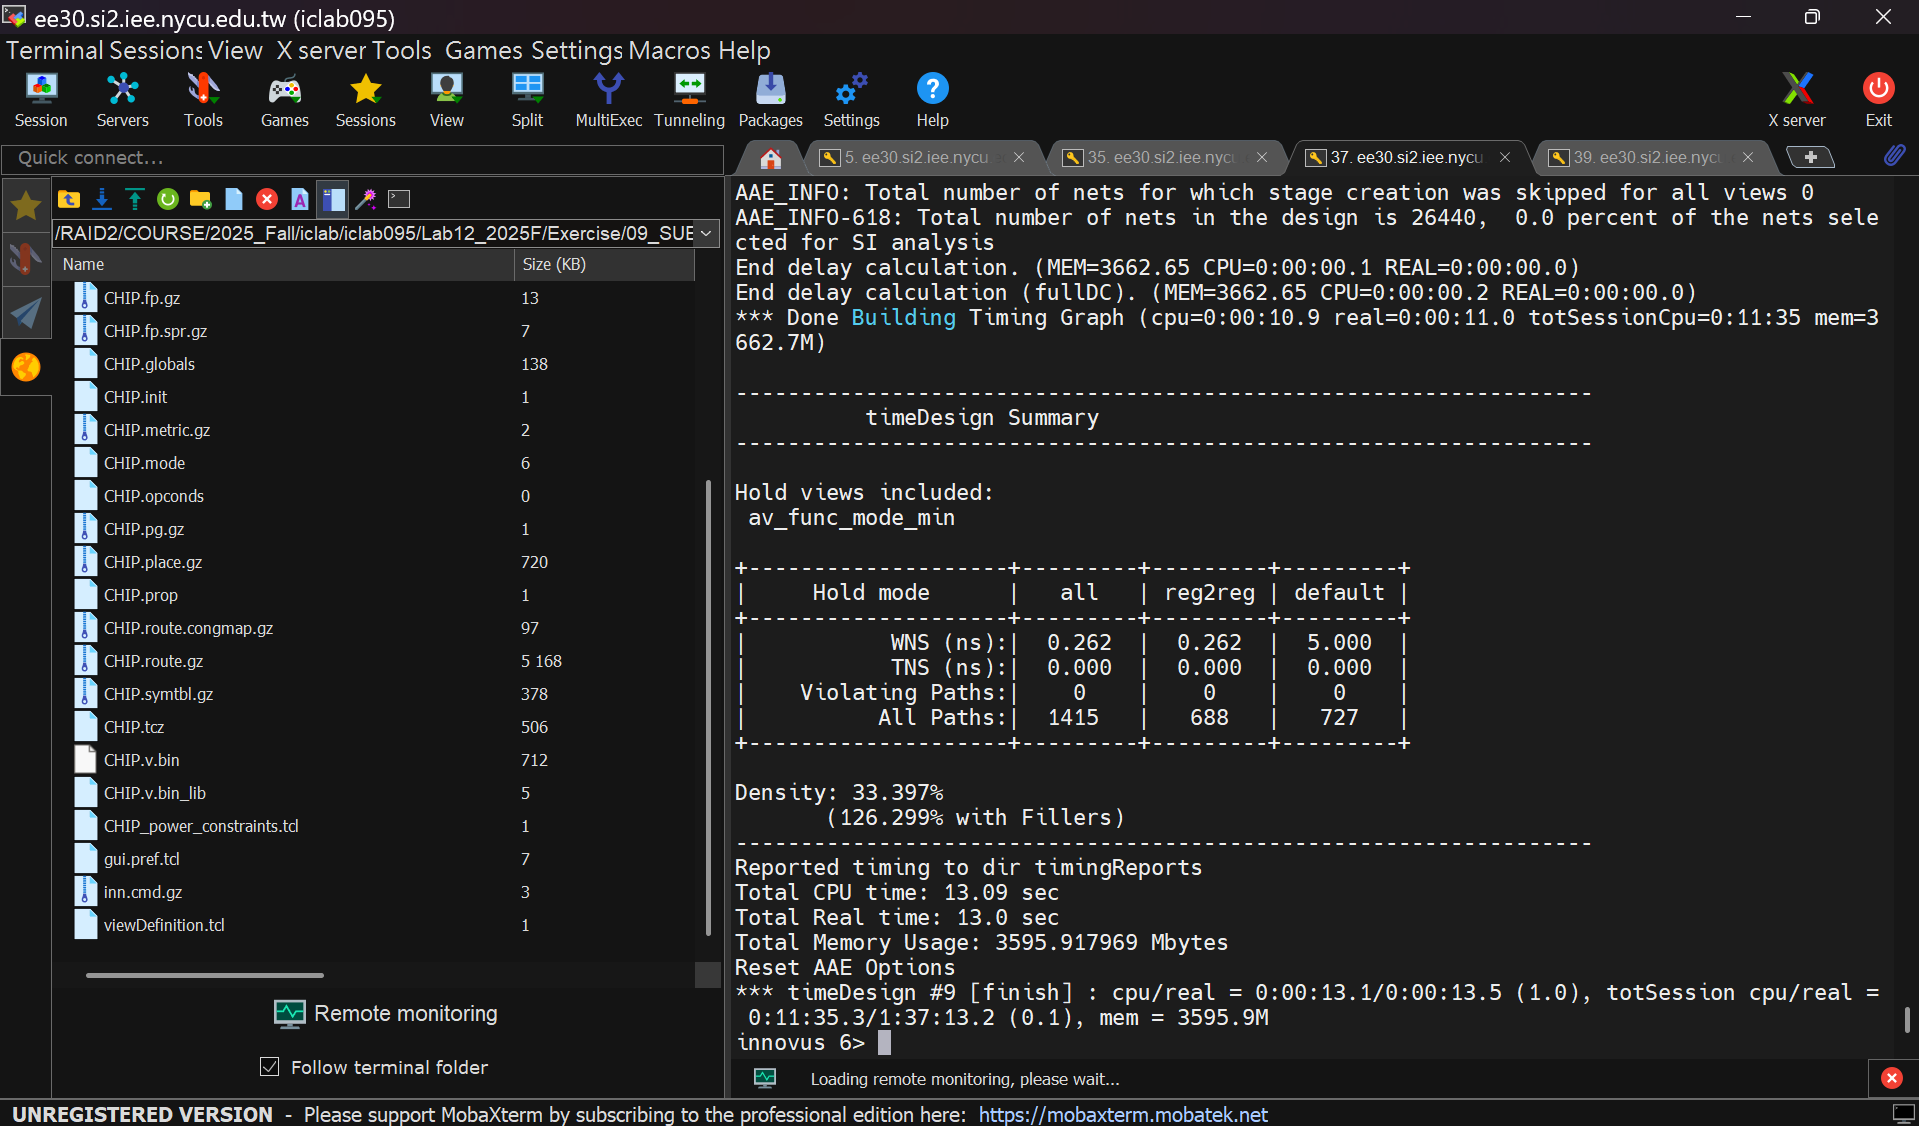 ee30.si2.iee.nycu.edu.tw (iclab095)
Terminal Sessions View X server Tools Games Settings Macros Help
Session Servers Tools Games Sessions View Split MultiExec Tunneling Packages Settings Help X server Exit
Quick connect...
5. ee30.si2.iee.nycu
35. ee30.si2.iee.nycu
37. ee30.si2.iee.nycu
39. ee30.si2.iee.nycu
/RAID2/COURSE/2025_Fall/iclab/iclab095/Lab12_2025F/Exercise/09_SUE
Name Size (KB)
CHIP.fp.gz 13
CHIP.fp.spr.gz 7
CHIP.globals 138
CHIP.init 1
CHIP.metric.gz 2
CHIP.mode 6
CHIP.opconds 0
CHIP.pg.gz 1
CHIP.place.gz 720
CHIP.prop 1
CHIP.route.congmap.gz 97
CHIP.route.gz 5 168
CHIP.symtbl.gz 378
CHIP.tcz 506
CHIP.v.bin 712
CHIP.v.bin_lib 5
CHIP_power_constraints.tcl 1
gui.pref.tcl 7
inn.cmd.gz 3
viewDefinition.tcl 1
Remote monitoring
Follow terminal folder
AAE_INFO: Total number of nets for which stage creation was skipped for all views 0
AAE_INFO-618: Total number of nets in the design is 26440,  0.0 percent of the nets sele
cted for SI analysis
End delay calculation. (MEM=3662.65 CPU=0:00:00.1 REAL=0:00:00.0)
End delay calculation (fullDC). (MEM=3662.65 CPU=0:00:00.2 REAL=0:00:00.0)
*** Done Building Timing Graph (cpu=0:00:10.9 real=0:00:11.0 totSessionCpu=0:11:35 mem=3
662.7M)
------------------------------------------------------------------
          timeDesign Summary
------------------------------------------------------------------
Hold views included:
 av_func_mode_min
+--------------------+---------+---------+---------+
|     Hold mode      |   all   | reg2reg | default |
+--------------------+---------+---------+---------+
|           WNS (ns):|  0.262  |  0.262  |  5.000  |
|           TNS (ns):|  0.000  |  0.000  |  0.000  |
|    Violating Paths:|    0    |    0    |    0    |
|          All Paths:|  1415   |   688   |   727   |
+--------------------+---------+---------+---------+
Density: 33.397%
       (126.299% with Fillers)
------------------------------------------------------------------
Reported timing to dir timingReports
Total CPU time: 13.09 sec
Total Real time: 13.0 sec
Total Memory Usage: 3595.917969 Mbytes
Reset AAE Options
*** timeDesign #9 [finish] : cpu/real = 0:00:13.1/0:00:13.5 (1.0), totSession cpu/real =
 0:11:35.3/1:37:13.2 (0.1), mem = 3595.9M
innovus 6>
Loading remote monitoring, please wait...
UNREGISTERED VERSION - Please support MobaXterm by subscribing to the professional edition here: https://mobaxterm.mobatek.net